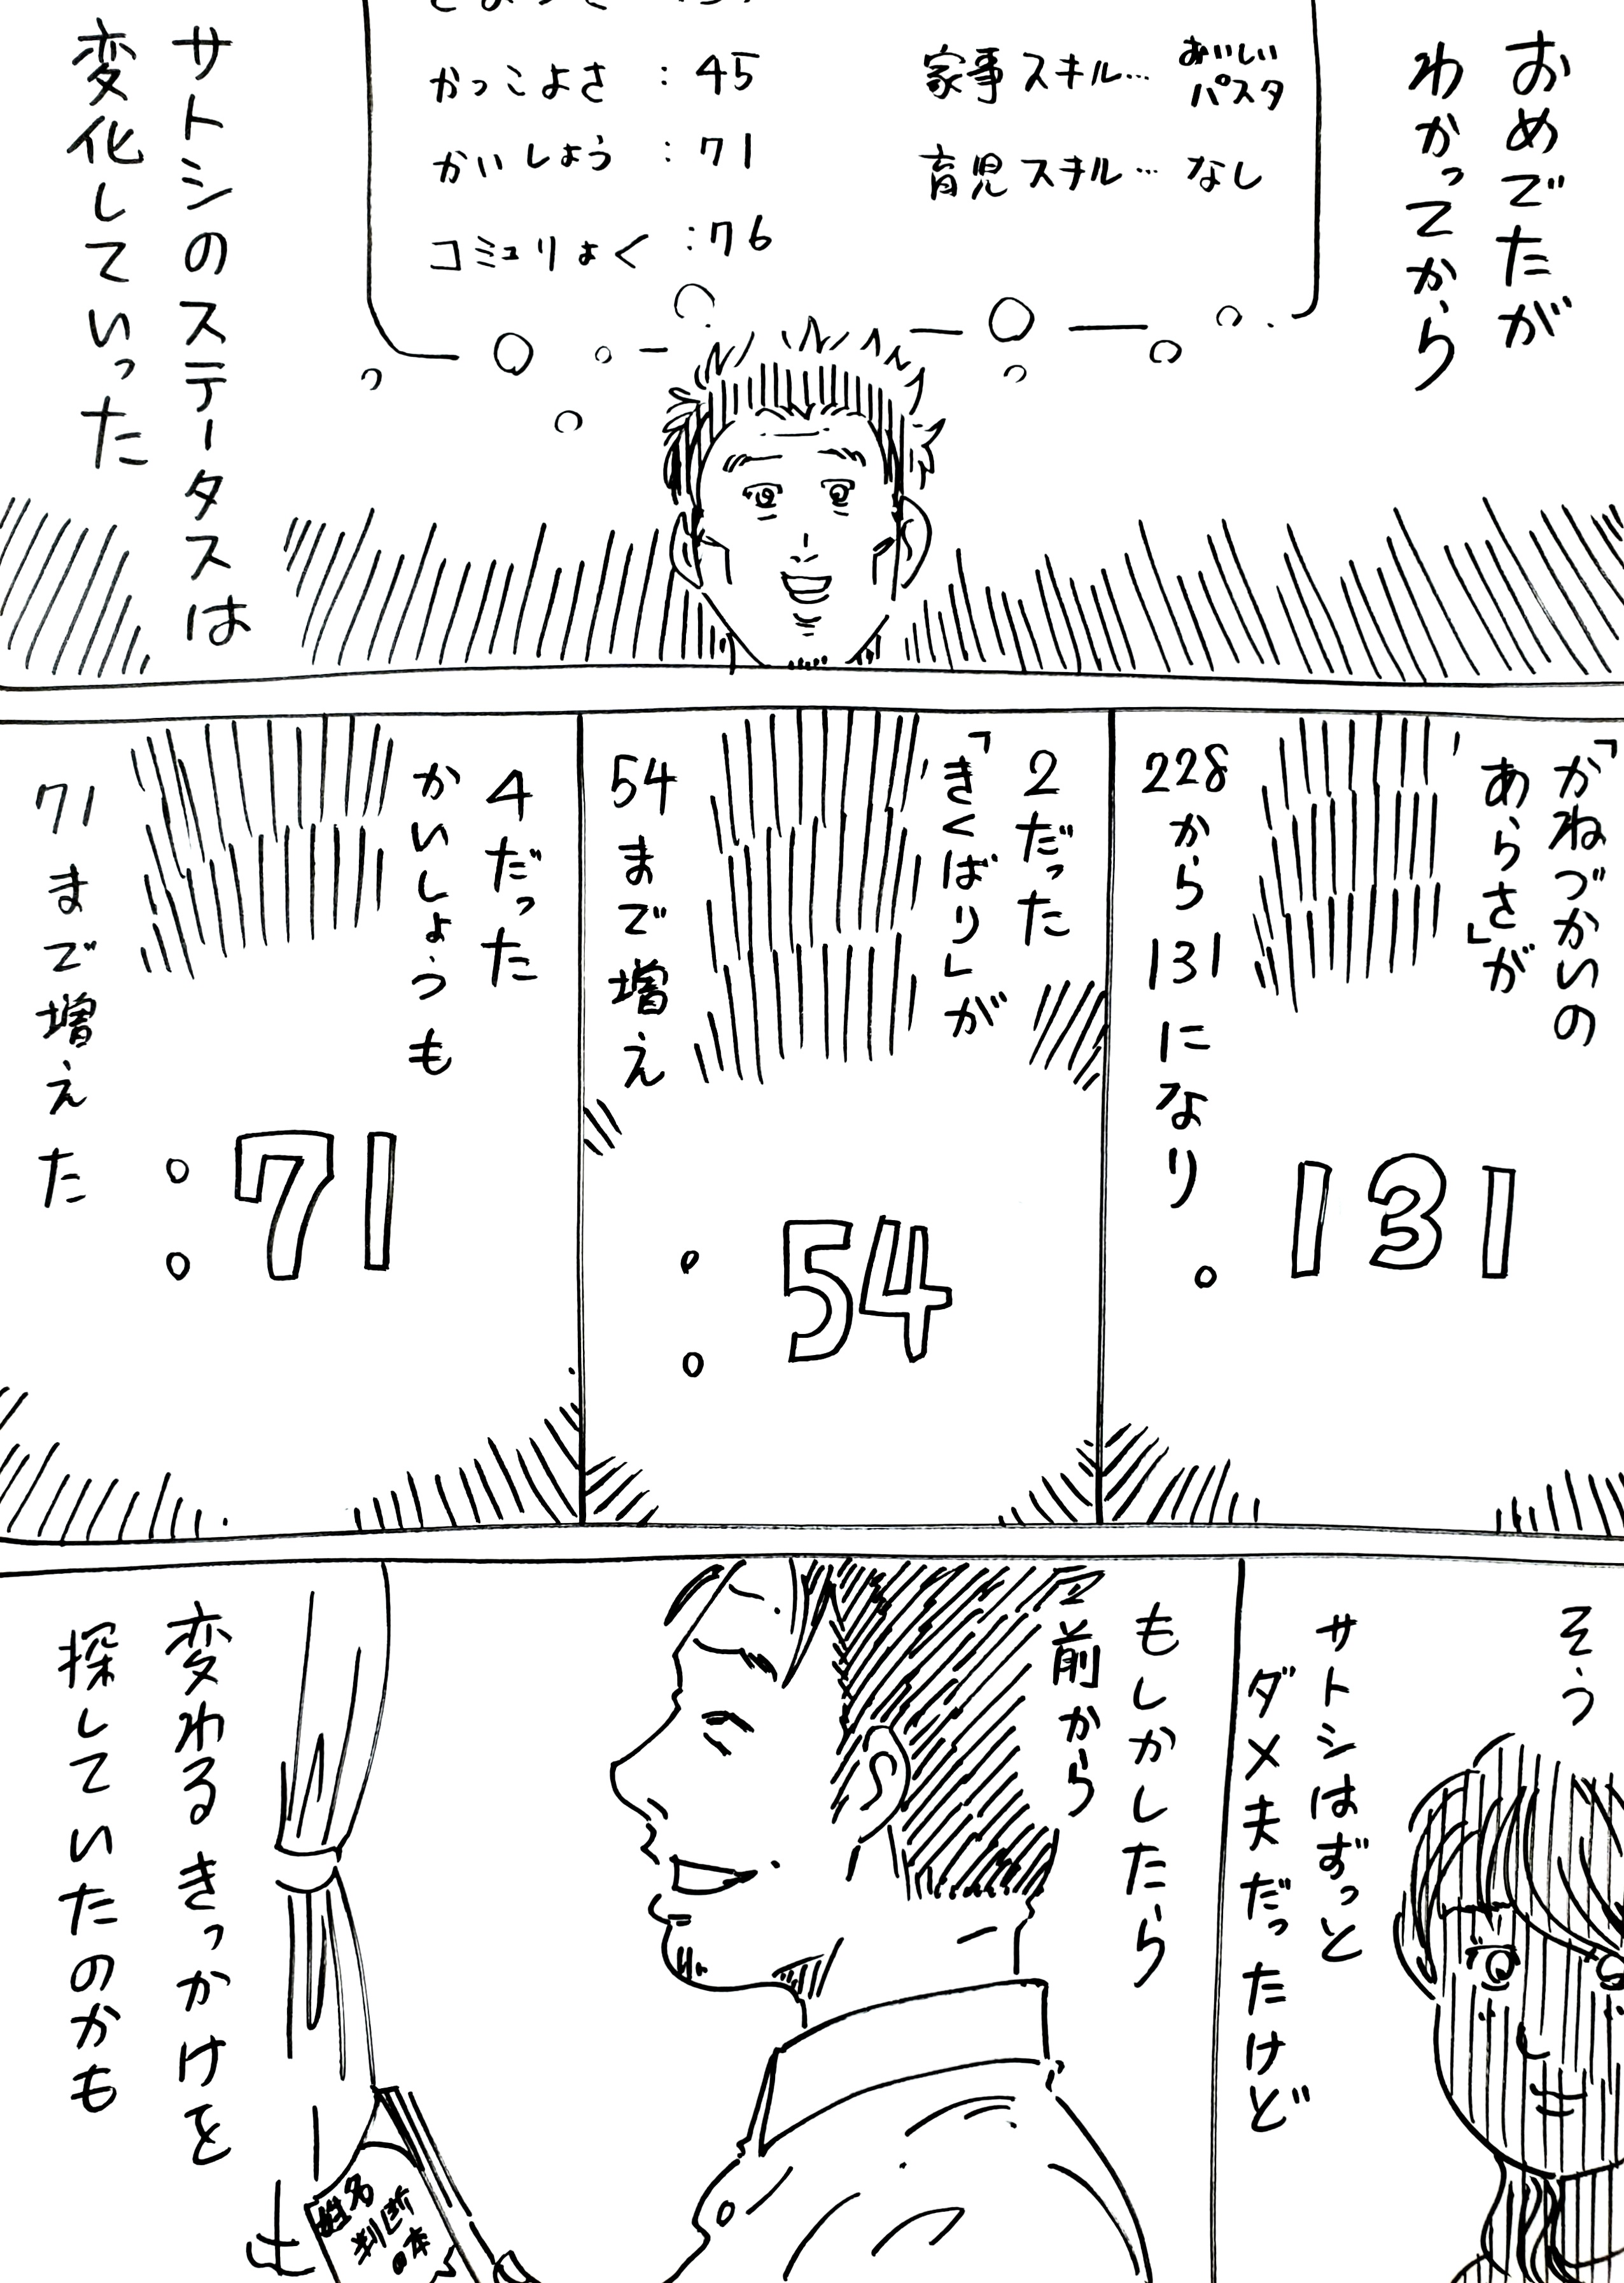 おめでたが
わかってから
かっこよさ：45
かいしょう：71
コミュりょく：76
家事スキル…おいしい
パスタ
育児スキル…なし
サトシのステータスは
変化していった
「かねづかいの
あらさ」が
228から131になり
131
2だった
「きくばり」が
54まで増え
：54
4だった
かいしょうも
71まで増えた
：71
そう
サトシはずっと
ダメ夫だったけど
もしかしたら
前から
変わるきっかけを
探していたのかも
姓名
判断
の本